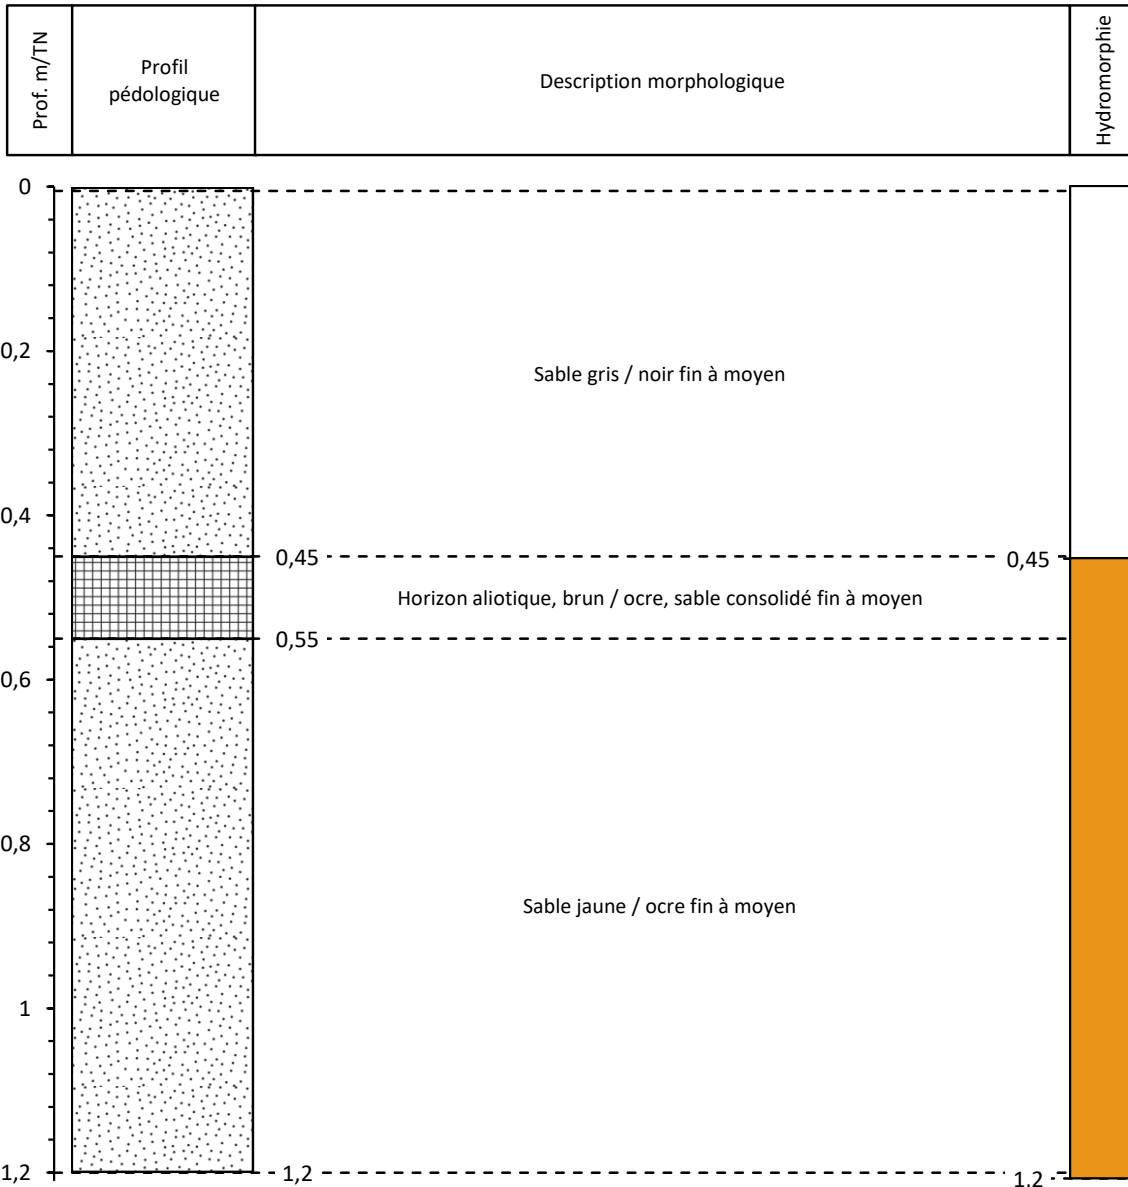 Prof. m/TN
Profil
pédologique
Description morphologique
Hydromorphie
0
0,2
Sable gris / noir fin à moyen
0,4
0,45
0,45
Horizon aliotique, brun / ocre, sable consolidé fin à moyen
0,55
0,6
0,8
Sable jaune / ocre fin à moyen
1
1,2
1,2
1.2